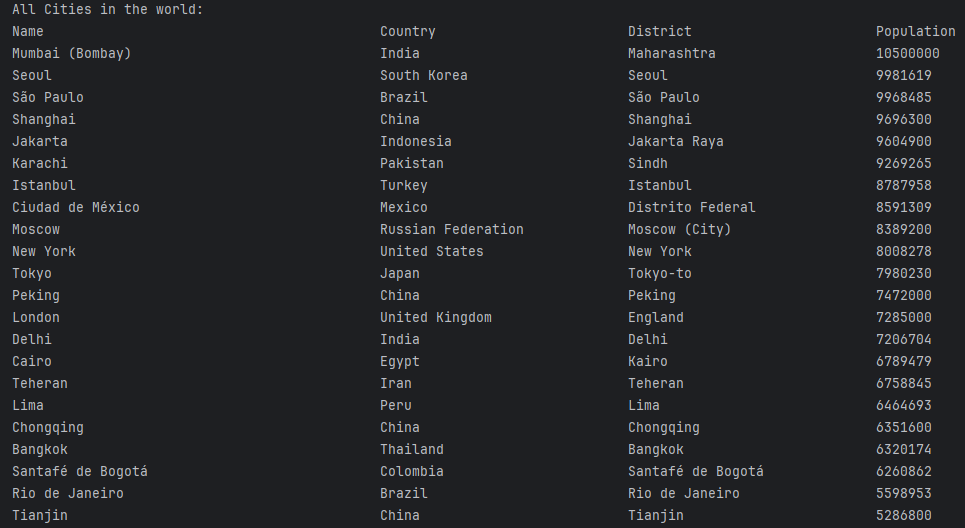 All Cities in the world:
Name Country District Population
Mumbai (Bombay) India Maharashtra 10500000
Seoul South Korea Seoul 9981619
São Paulo Brazil São Paulo 9968485
Shanghai China Shanghai 9696300
Jakarta Indonesia Jakarta Raya 9604900
Karachi Pakistan Sindh 9269265
Istanbul Turkey Istanbul 8787958
Ciudad de México Mexico Distrito Federal 8591309
Moscow Russian Federation Moscow (City) 8389200
New York United States New York 8008278
Tokyo Japan Tokyo-to 7980230
Peking China Peking 7472000
London United Kingdom England 7285000
Delhi India Delhi 7206704
Cairo Egypt Kairo 6789479
Teheran Iran Teheran 6758845
Lima Peru Lima 6464693
Chongqing China Chongqing 6351600
Bangkok Thailand Bangkok 6320174
Santafé de Bogotá Colombia Santafé de Bogotá 6260862
Rio de Janeiro Brazil Rio de Janeiro 5598953
Tianjin China Tianjin 5286800